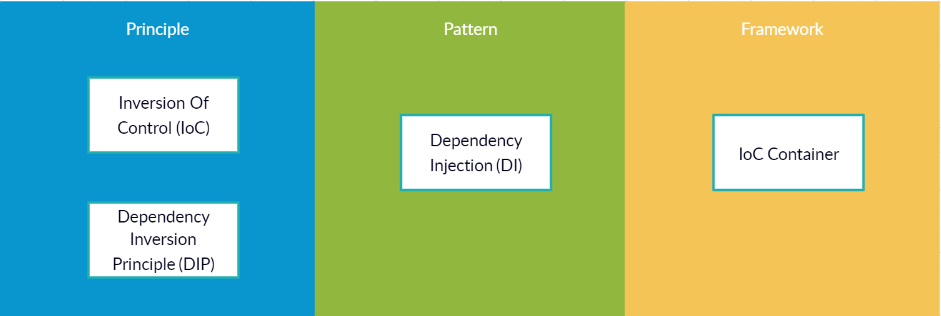 Principle
Inversion Of
Control (IoC)
Dependency
Inversion
Principle (DIP)
Pattern
Dependency
Injection (DI)
Framework
IoC Container